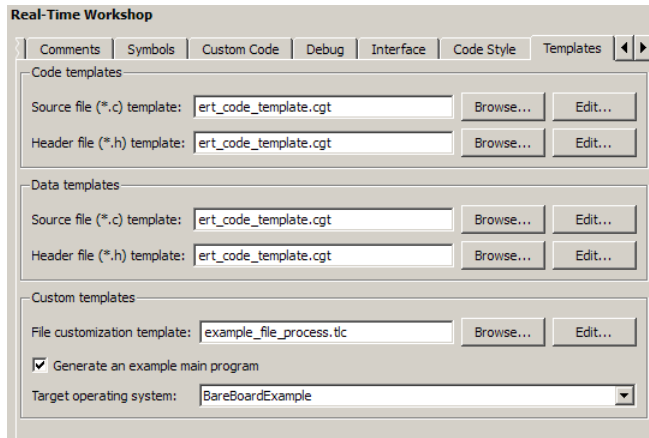 Real-Time Workshop
Comments Symbols Custom Code Debug Interface Code Style Templates
Code templates
Source file (*.c) template: ert_code_template.cgt Browse... Edit...
Header file (*.h) template: ert_code_template.cgt Browse... Edit...
Data templates
Source file (*.c) template: ert_code_template.cgt Browse... Edit...
Header file (*.h) template: ert_code_template.cgt Browse... Edit...
Custom templates
File customization template: example_file_process.tlc Browse... Edit...
Generate an example main program
Target operating system: BareBoardExample